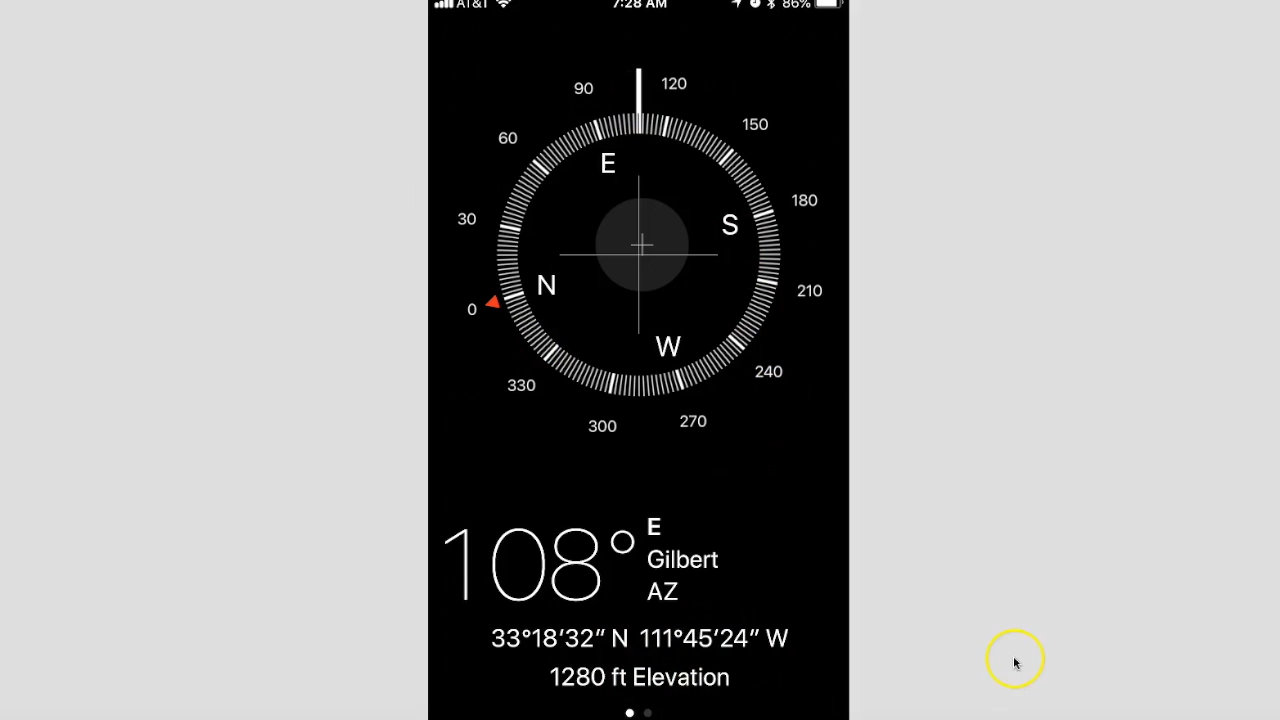 AT&T 7:28 AM 86%
90 120
60 150
E
30 180
S
N
0 210
W
330 240
300 270
108° E
Gilbert
AZ
33°18‘32” N 111°45‘24” W
1280 ft Elevation